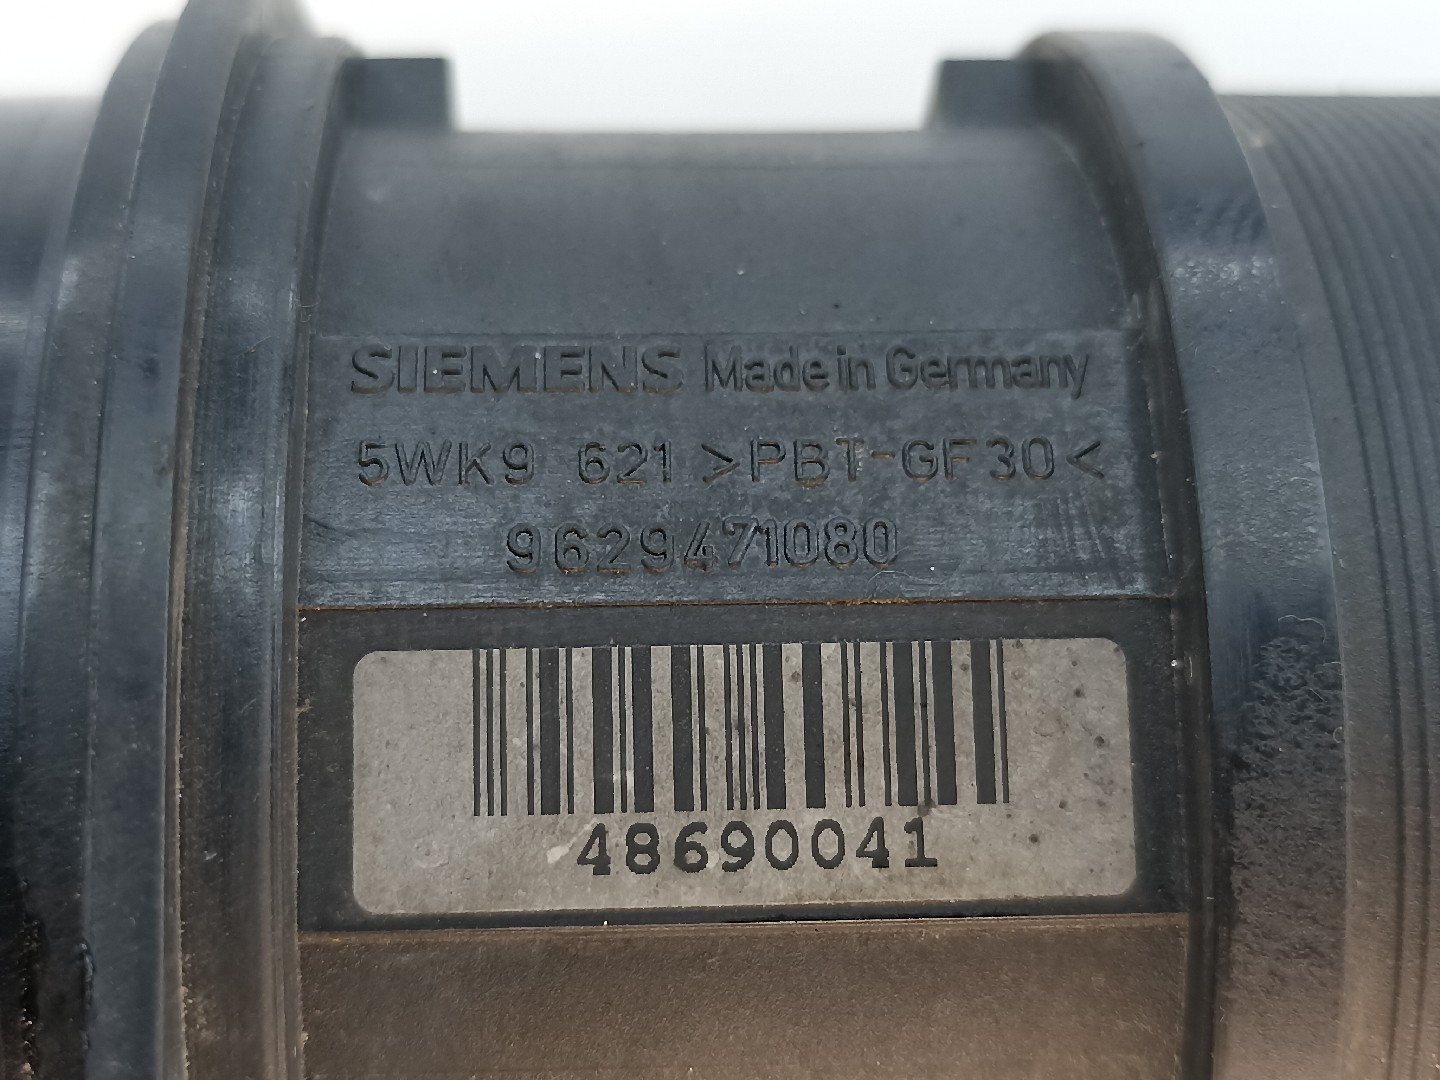 SIEMENS Made in Germany
5WK9 621 >PBT-GF30<
9629471080
48690041